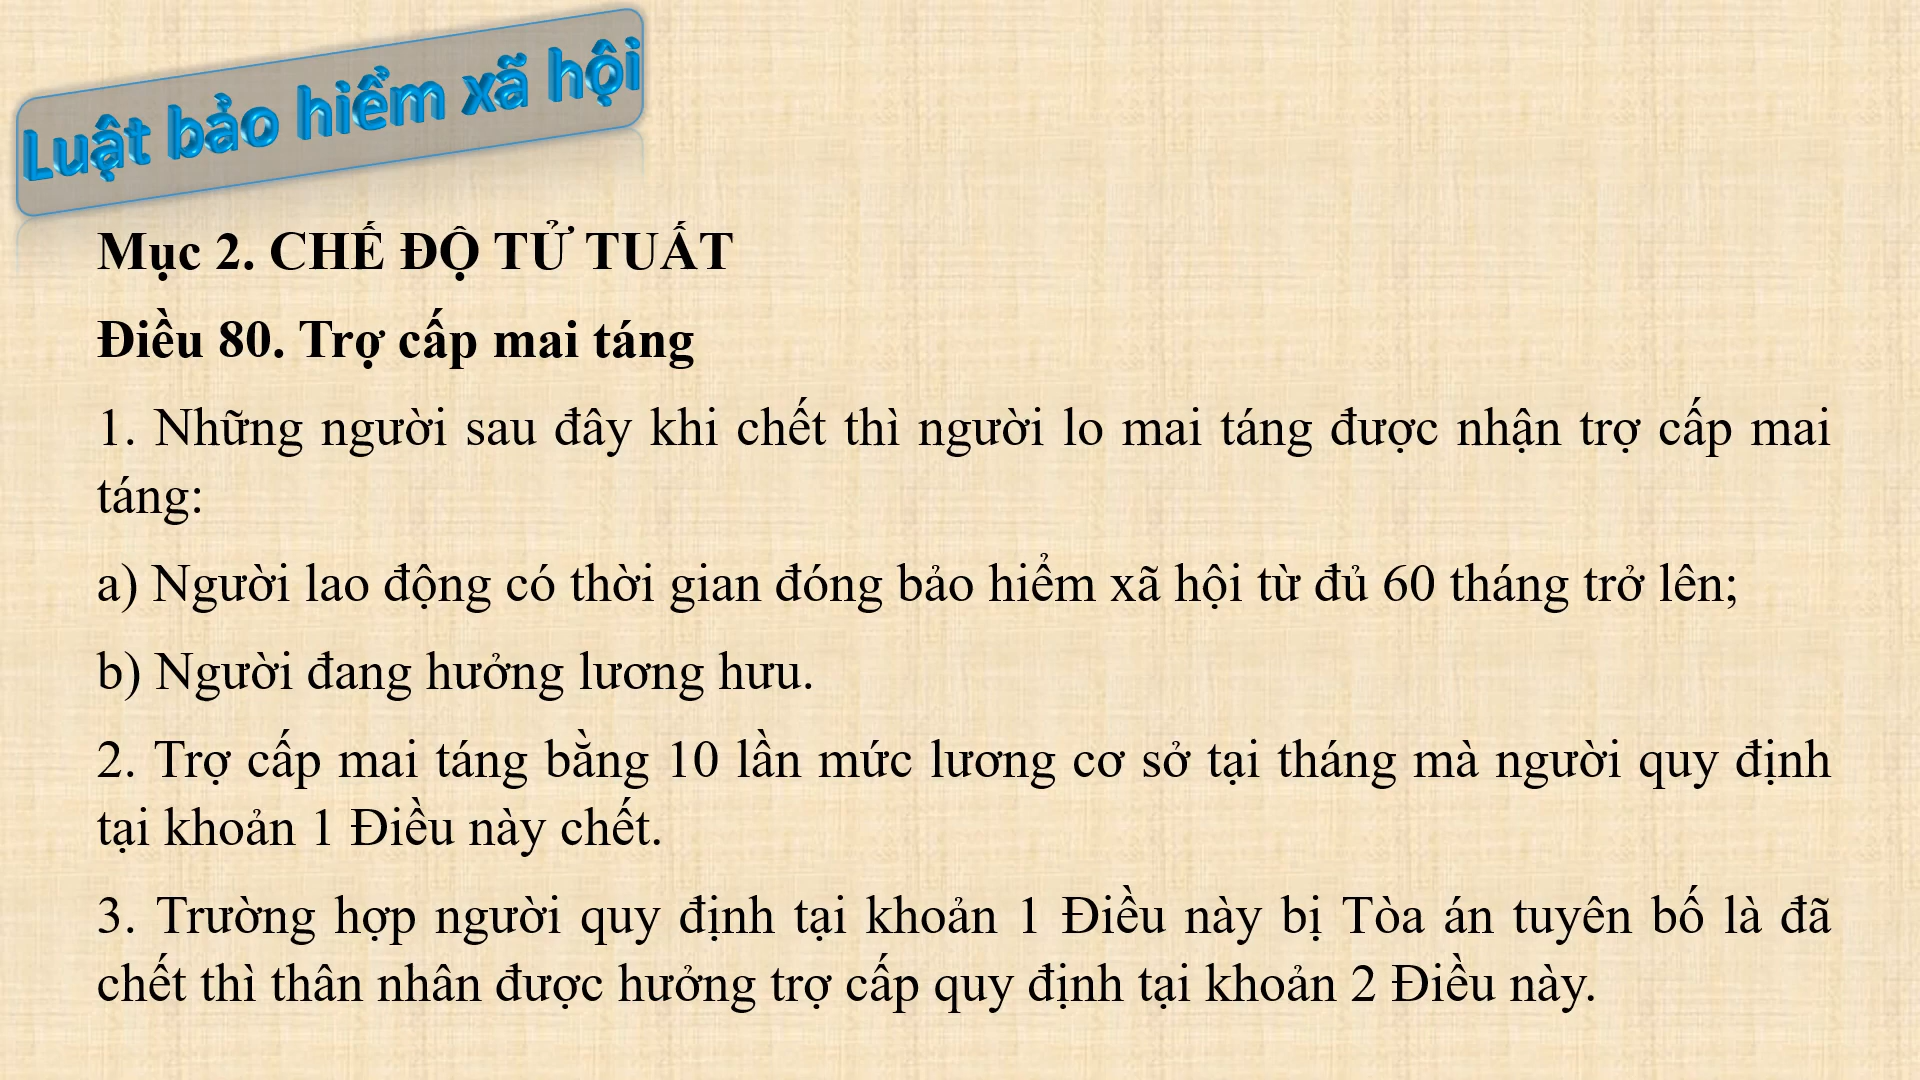 Luật bảo hiểm xã hội
Mục 2. CHẾ ĐỘ TỬ TUẤT
Điều 80. Trợ cấp mai táng
1. Những người sau đây khi chết thì người lo mai táng được nhận trợ cấp mai
táng:
a) Người lao động có thời gian đóng bảo hiểm xã hội từ đủ 60 tháng trở lên;
b) Người đang hưởng lương hưu.
2. Trợ cấp mai táng bằng 10 lần mức lương cơ sở tại tháng mà người quy định
tại khoản 1 Điều này chết.
3. Trường hợp người quy định tại khoản 1 Điều này bị Tòa án tuyên bố là đã
chết thì thân nhân được hưởng trợ cấp quy định tại khoản 2 Điều này.